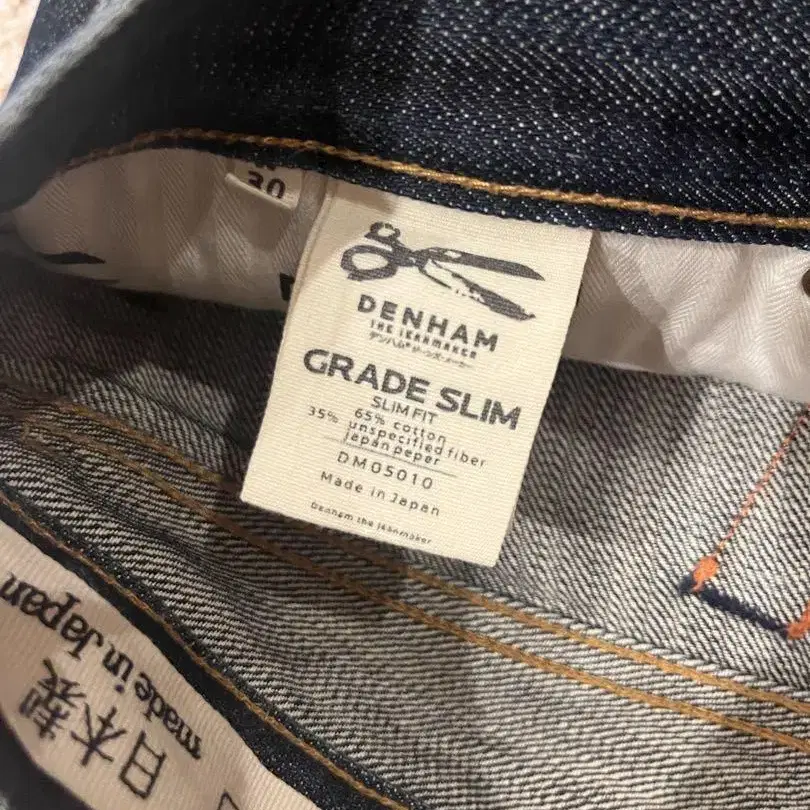 30
DENHAM
THE JEANMAKER
デンハム®ジーンズ・メーカー
GRADE SLIM
SLIM FIT
35% 65% cotton
unspecified fiber
japan peper
DM05010
Made in Japan
Denham the jeanmaker
made in Japan
日本製